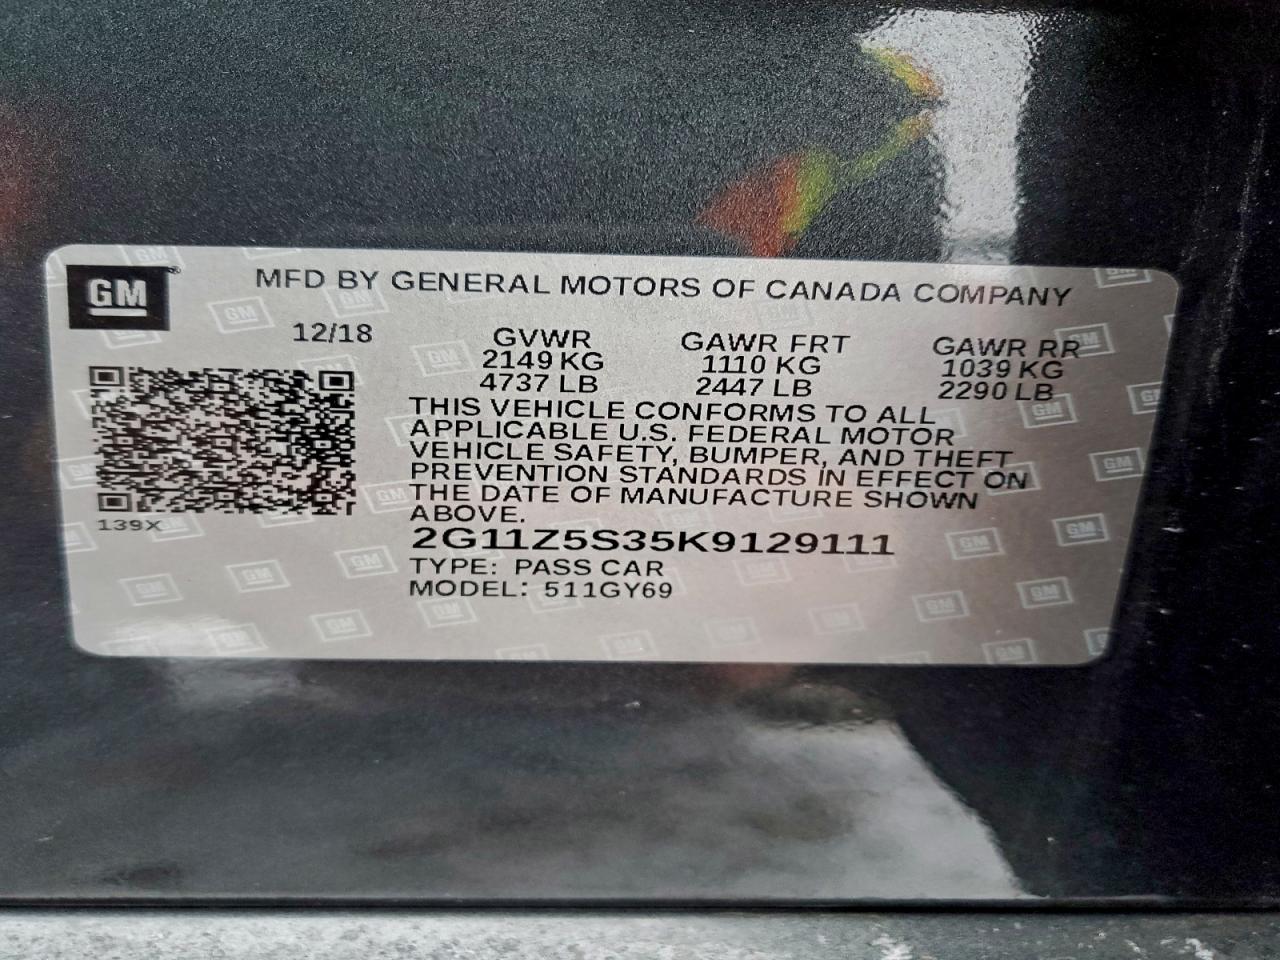 GM
MFD BY GENERAL MOTORS OF CANADA COMPANY
12/18 GVWR GAWR FRT GAWR RR
2149 KG 1110 KG 1039 KG
4737 LB 2447 LB 2290 LB
THIS VEHICLE CONFORMS TO ALL
APPLICABLE U.S. FEDERAL MOTOR
VEHICLE SAFETY, BUMPER, AND THEFT
PREVENTION STANDARDS IN EFFECT ON
THE DATE OF MANUFACTURE SHOWN
ABOVE.
139X
2G11Z5S35K9129111
TYPE: PASS CAR
MODEL: 511GY69